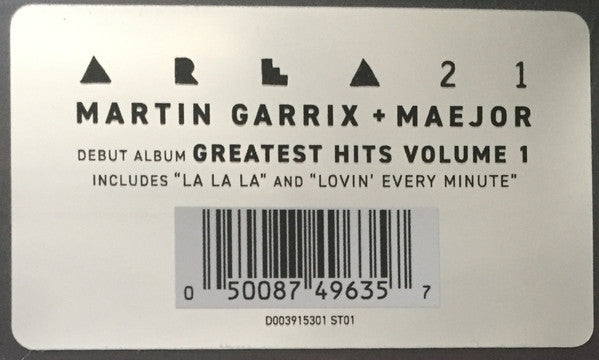 AREA 21
MARTIN GARRIX + MAEJOR
DEBUT ALBUM GREATEST HITS VOLUME 1
INCLUDES "LA LA LA" AND "LOVIN' EVERY MINUTE"
0 50087 49635 7
D003915301 ST01